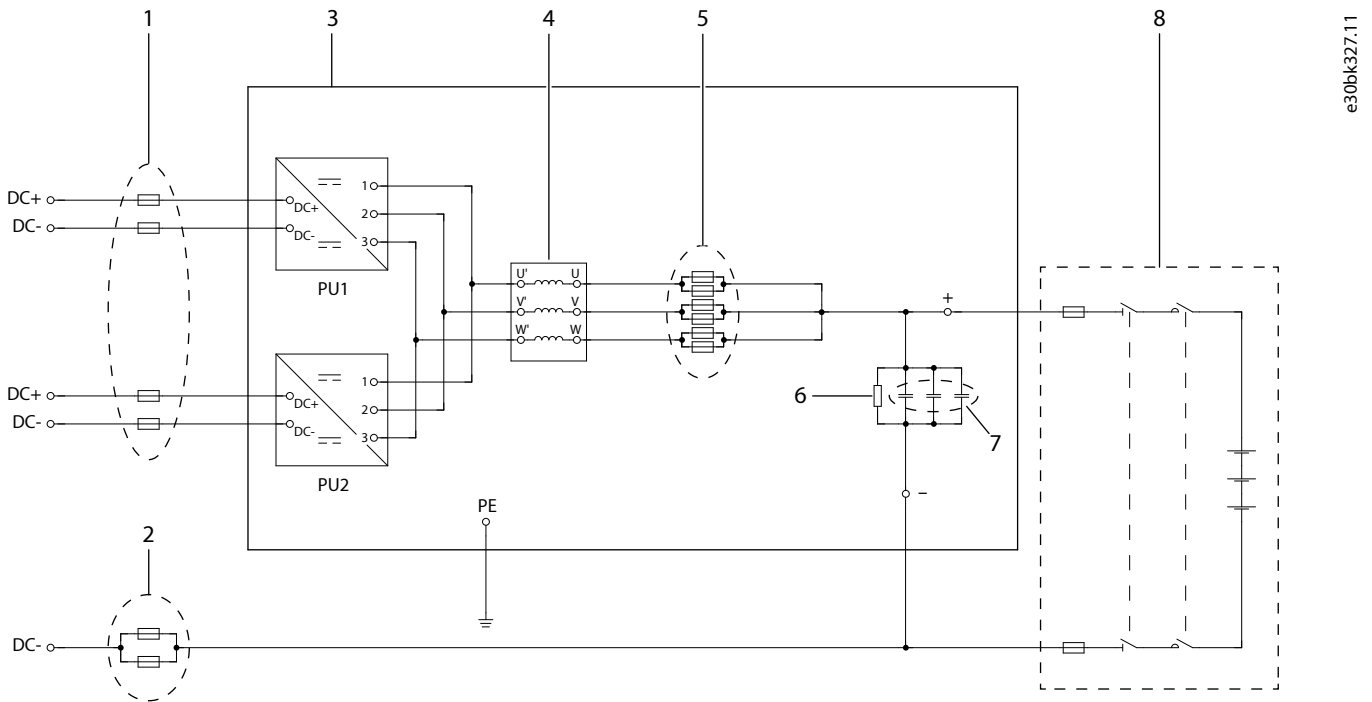 1
3
4
5
8
e30bk327.11
DC+
DC-
DC+
DC-
1
2
3
PU1
U'
U
V'
V
W'
W
+
DC+
DC-
DC+
DC-
1
2
3
PU2
6
7
-
PE
2
DC-